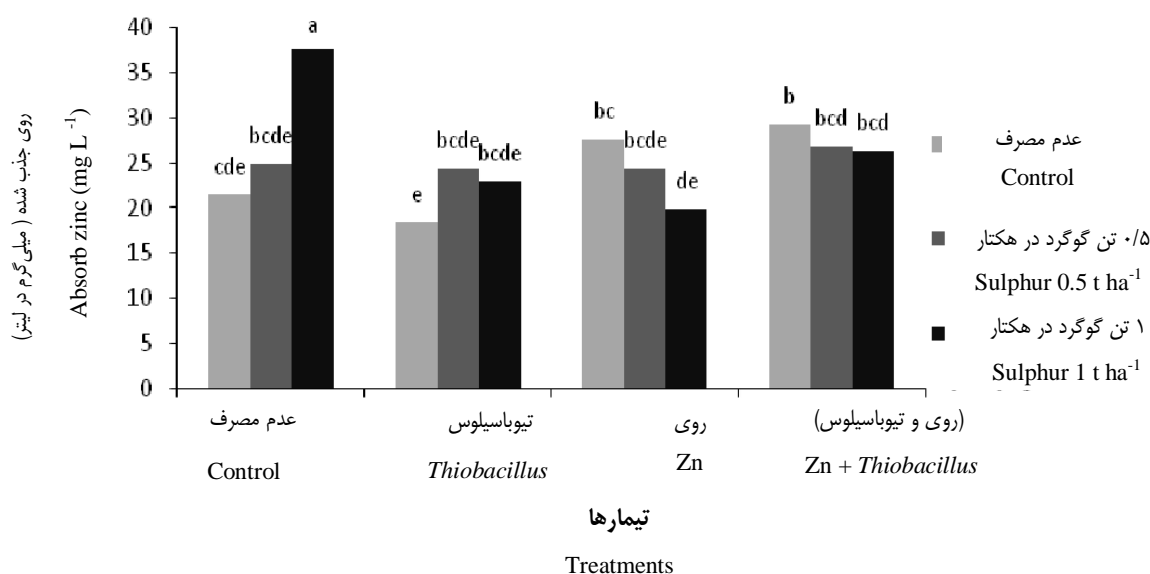 روی جذب شده ( میلی‌گرم در لیتر)
Absorb zinc (mg L -1)
40
35
30
25
20
15
10
5
0
cde
bcde
a
e
bcde
bcde
bc
bcde
de
b
bcd
bcd
عدم مصرف
Control
تیوباسیلوس
Thiobacillus
روی
Zn
(روی و تیوباسیلوس)
Zn + Thiobacillus
تیمارها
Treatments
عدم مصرف
Control
۰/۵ تن گوگرد در هکتار
Sulphur 0.5 t ha-1
۱ تن گوگرد در هکتار
Sulphur 1 t ha-1